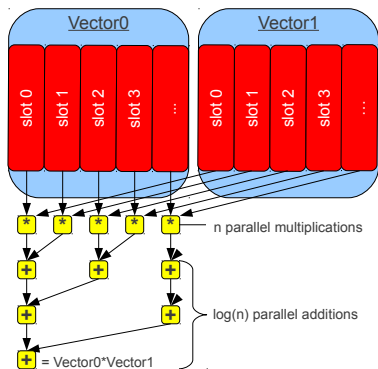 Vector0
Vector1
slot 0
slot 1
slot 2
slot 3
...
slot 0
slot 1
slot 2
slot 3
...
* * * * *
n parallel multiplications
+ + +
log(n) parallel additions
+ +
+ = Vector0*Vector1